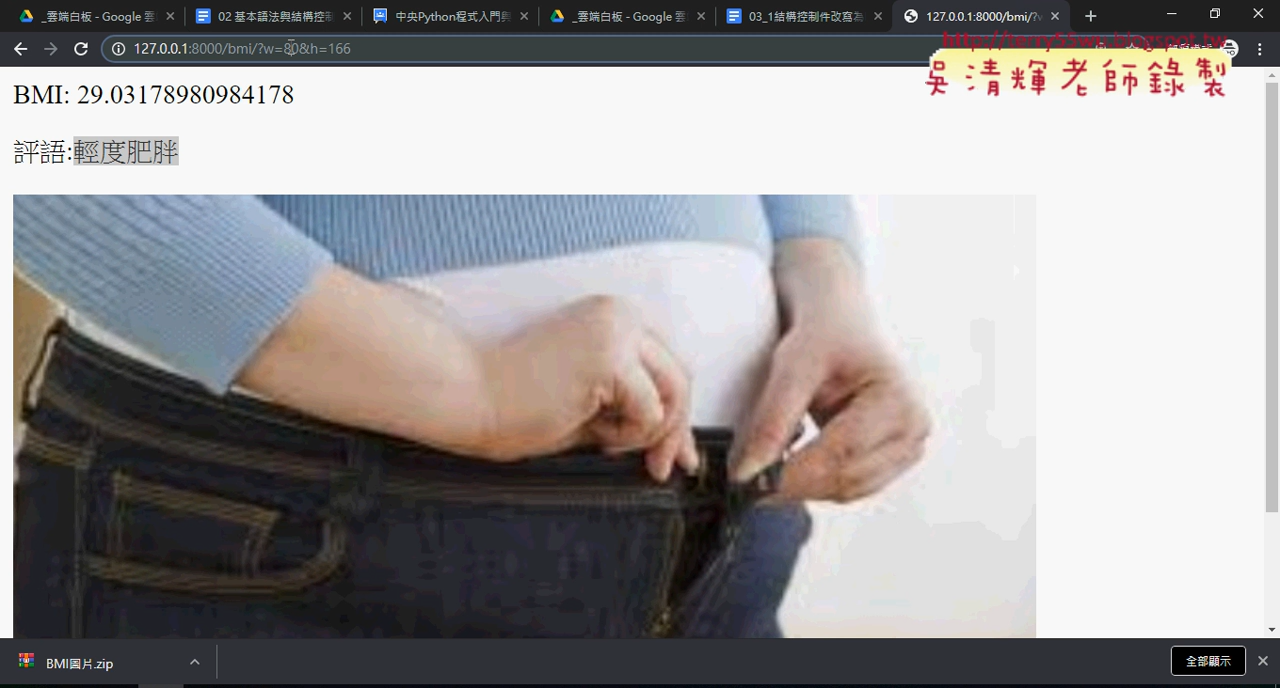 _雲端白板 - Google 雲
02 基本語法與結構控制
中央Python程式入門與
_雲端白板 - Google 雲
03_1結構控制作改寫為
127.0.0.1:8000/bmi/?w
127.0.0.1:8000/bmi/?w=80&h=166
http://terry55wu.blogspot.tw
吳清輝老師錄製
BMI: 29.03178980984178
評語:輕度肥胖
BMI圖片.zip
全部顯示